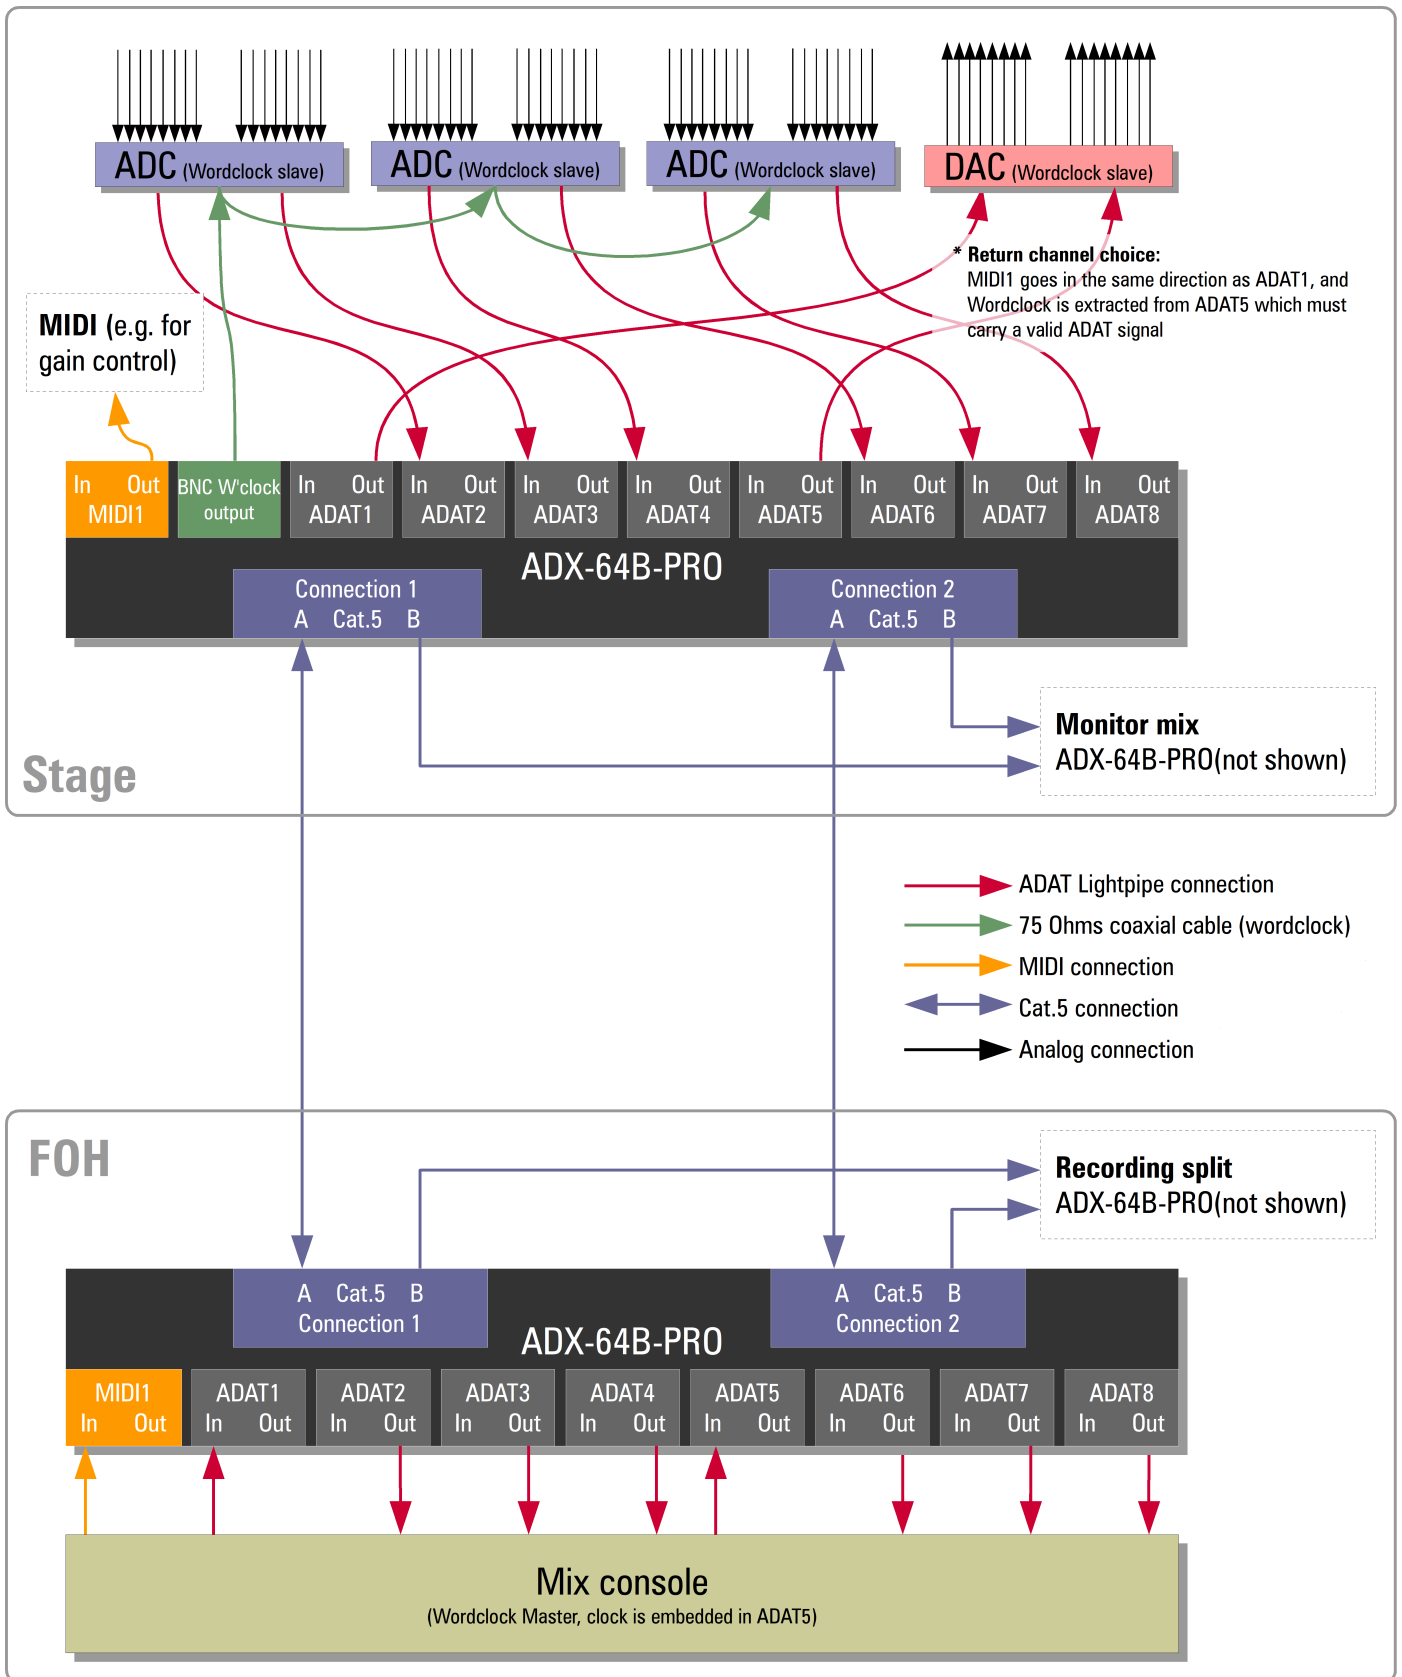 ADC (Wordclock slave)
ADC (Wordclock slave)
ADC (Wordclock slave)
DAC (Wordclock slave)
* Return channel choice:
MIDI1 goes in the same direction as ADAT1, and
Wordclock is extracted from ADAT5 which must
carry a valid ADAT signal
MIDI (e.g. for
gain control)
In Out
MIDI1
BNC W'clock
output
In Out
ADAT1
In Out
ADAT2
In Out
ADAT3
In Out
ADAT4
In Out
ADAT5
In Out
ADAT6
In Out
ADAT7
In Out
ADAT8
ADX-64B-PRO
Connection 1
A Cat.5 B
Connection 2
A Cat.5 B
Monitor mix
ADX-64B-PRO(not shown)
Stage
ADAT Lightpipe connection
75 Ohms coaxial cable (wordclock)
MIDI connection
Cat.5 connection
Analog connection
FOH
Recording split
ADX-64B-PRO(not shown)
A Cat.5 B
Connection 1
A Cat.5 B
Connection 2
ADX-64B-PRO
MIDI1
In Out
ADAT1
In Out
ADAT2
In Out
ADAT3
In Out
ADAT4
In Out
ADAT5
In Out
ADAT6
In Out
ADAT7
In Out
ADAT8
In Out
Mix console
(Wordclock Master, clock is embedded in ADAT5)